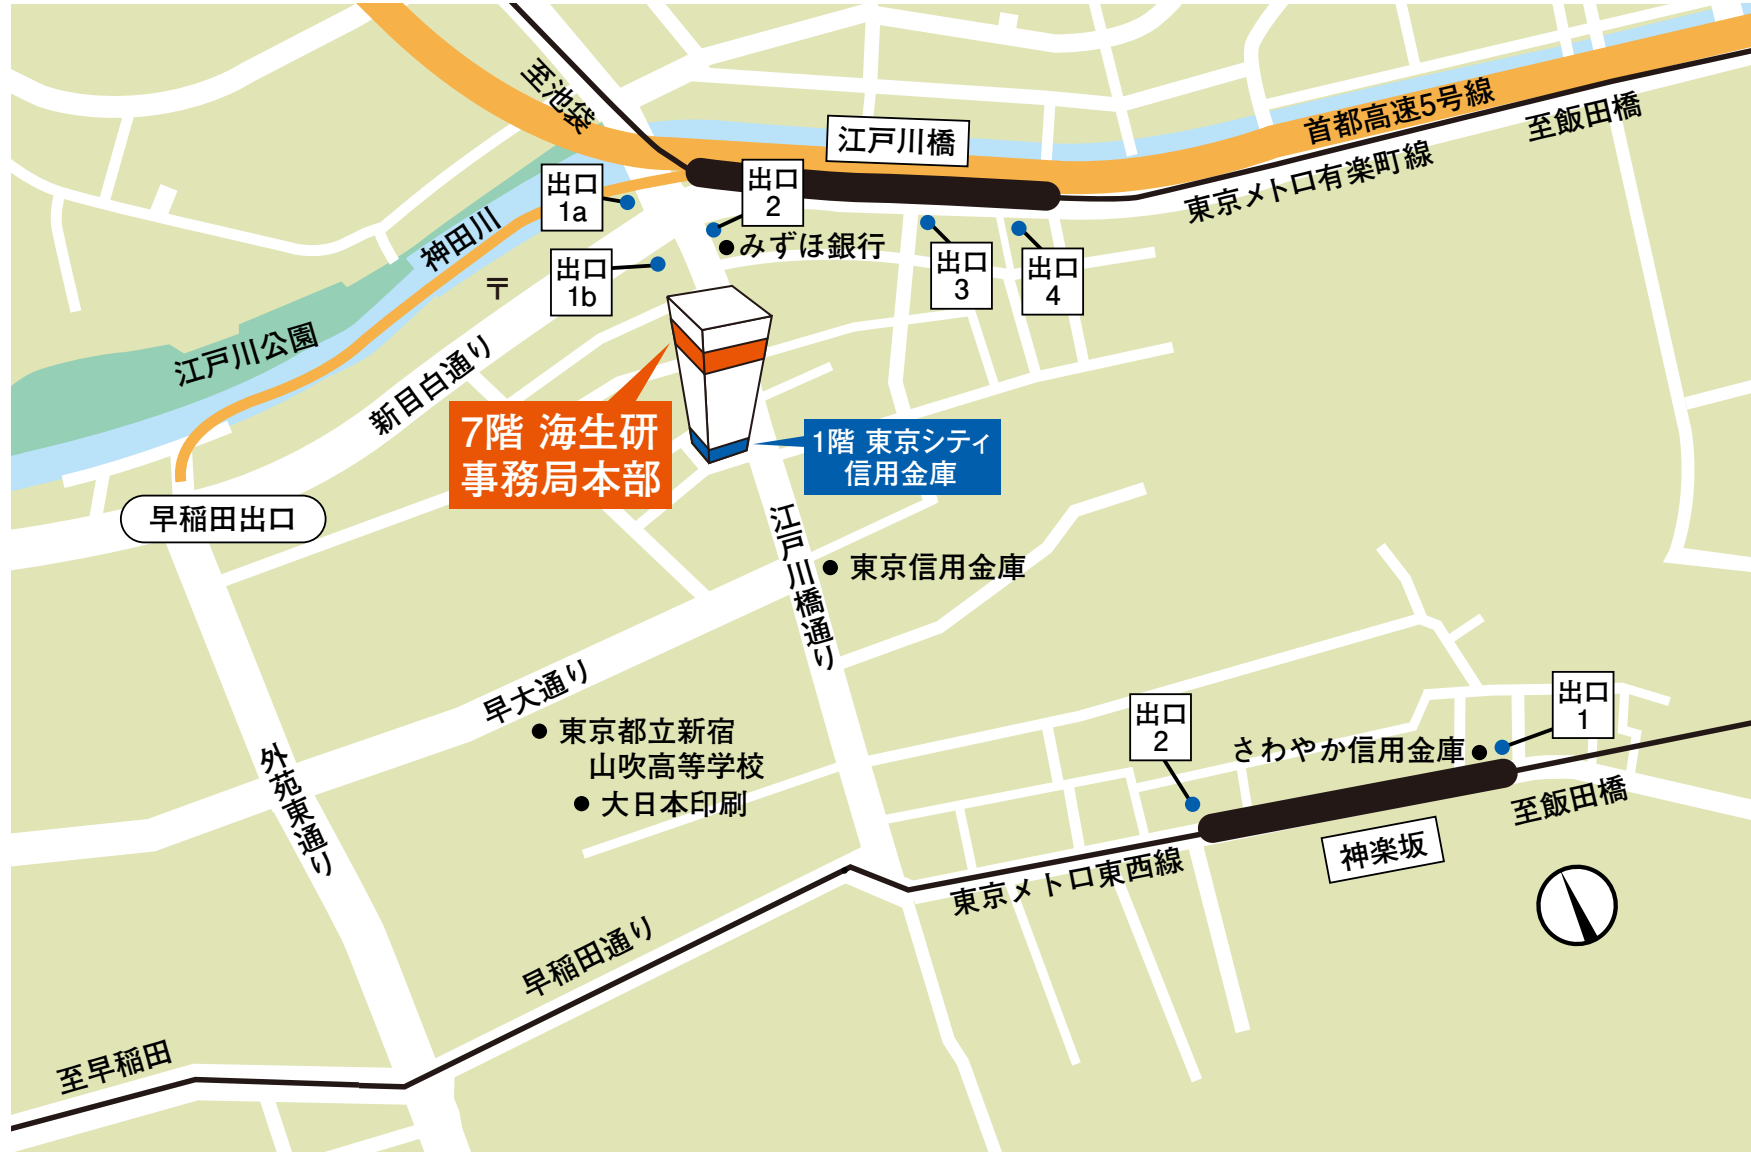 至池袋
江戸川橋
首都高速5号線
至飯田橋
東京メトロ有楽町線
出口
1a
出口
2
みずほ銀行
出口
1b
出口
3
出口
4
神田川
〒
江戸川公園
新目白通り
7階 海生研
事務局本部
1階 東京シティ
信用金庫
早稲田出口
江戸川橋通り
東京信用金庫
早大通り
東京都立新宿
山吹高等学校
大日本印刷
外苑東通り
出口
2
さわやか信用金庫
出口
1
至飯田橋
神楽坂
東京メトロ東西線
早稲田通り
至早稲田